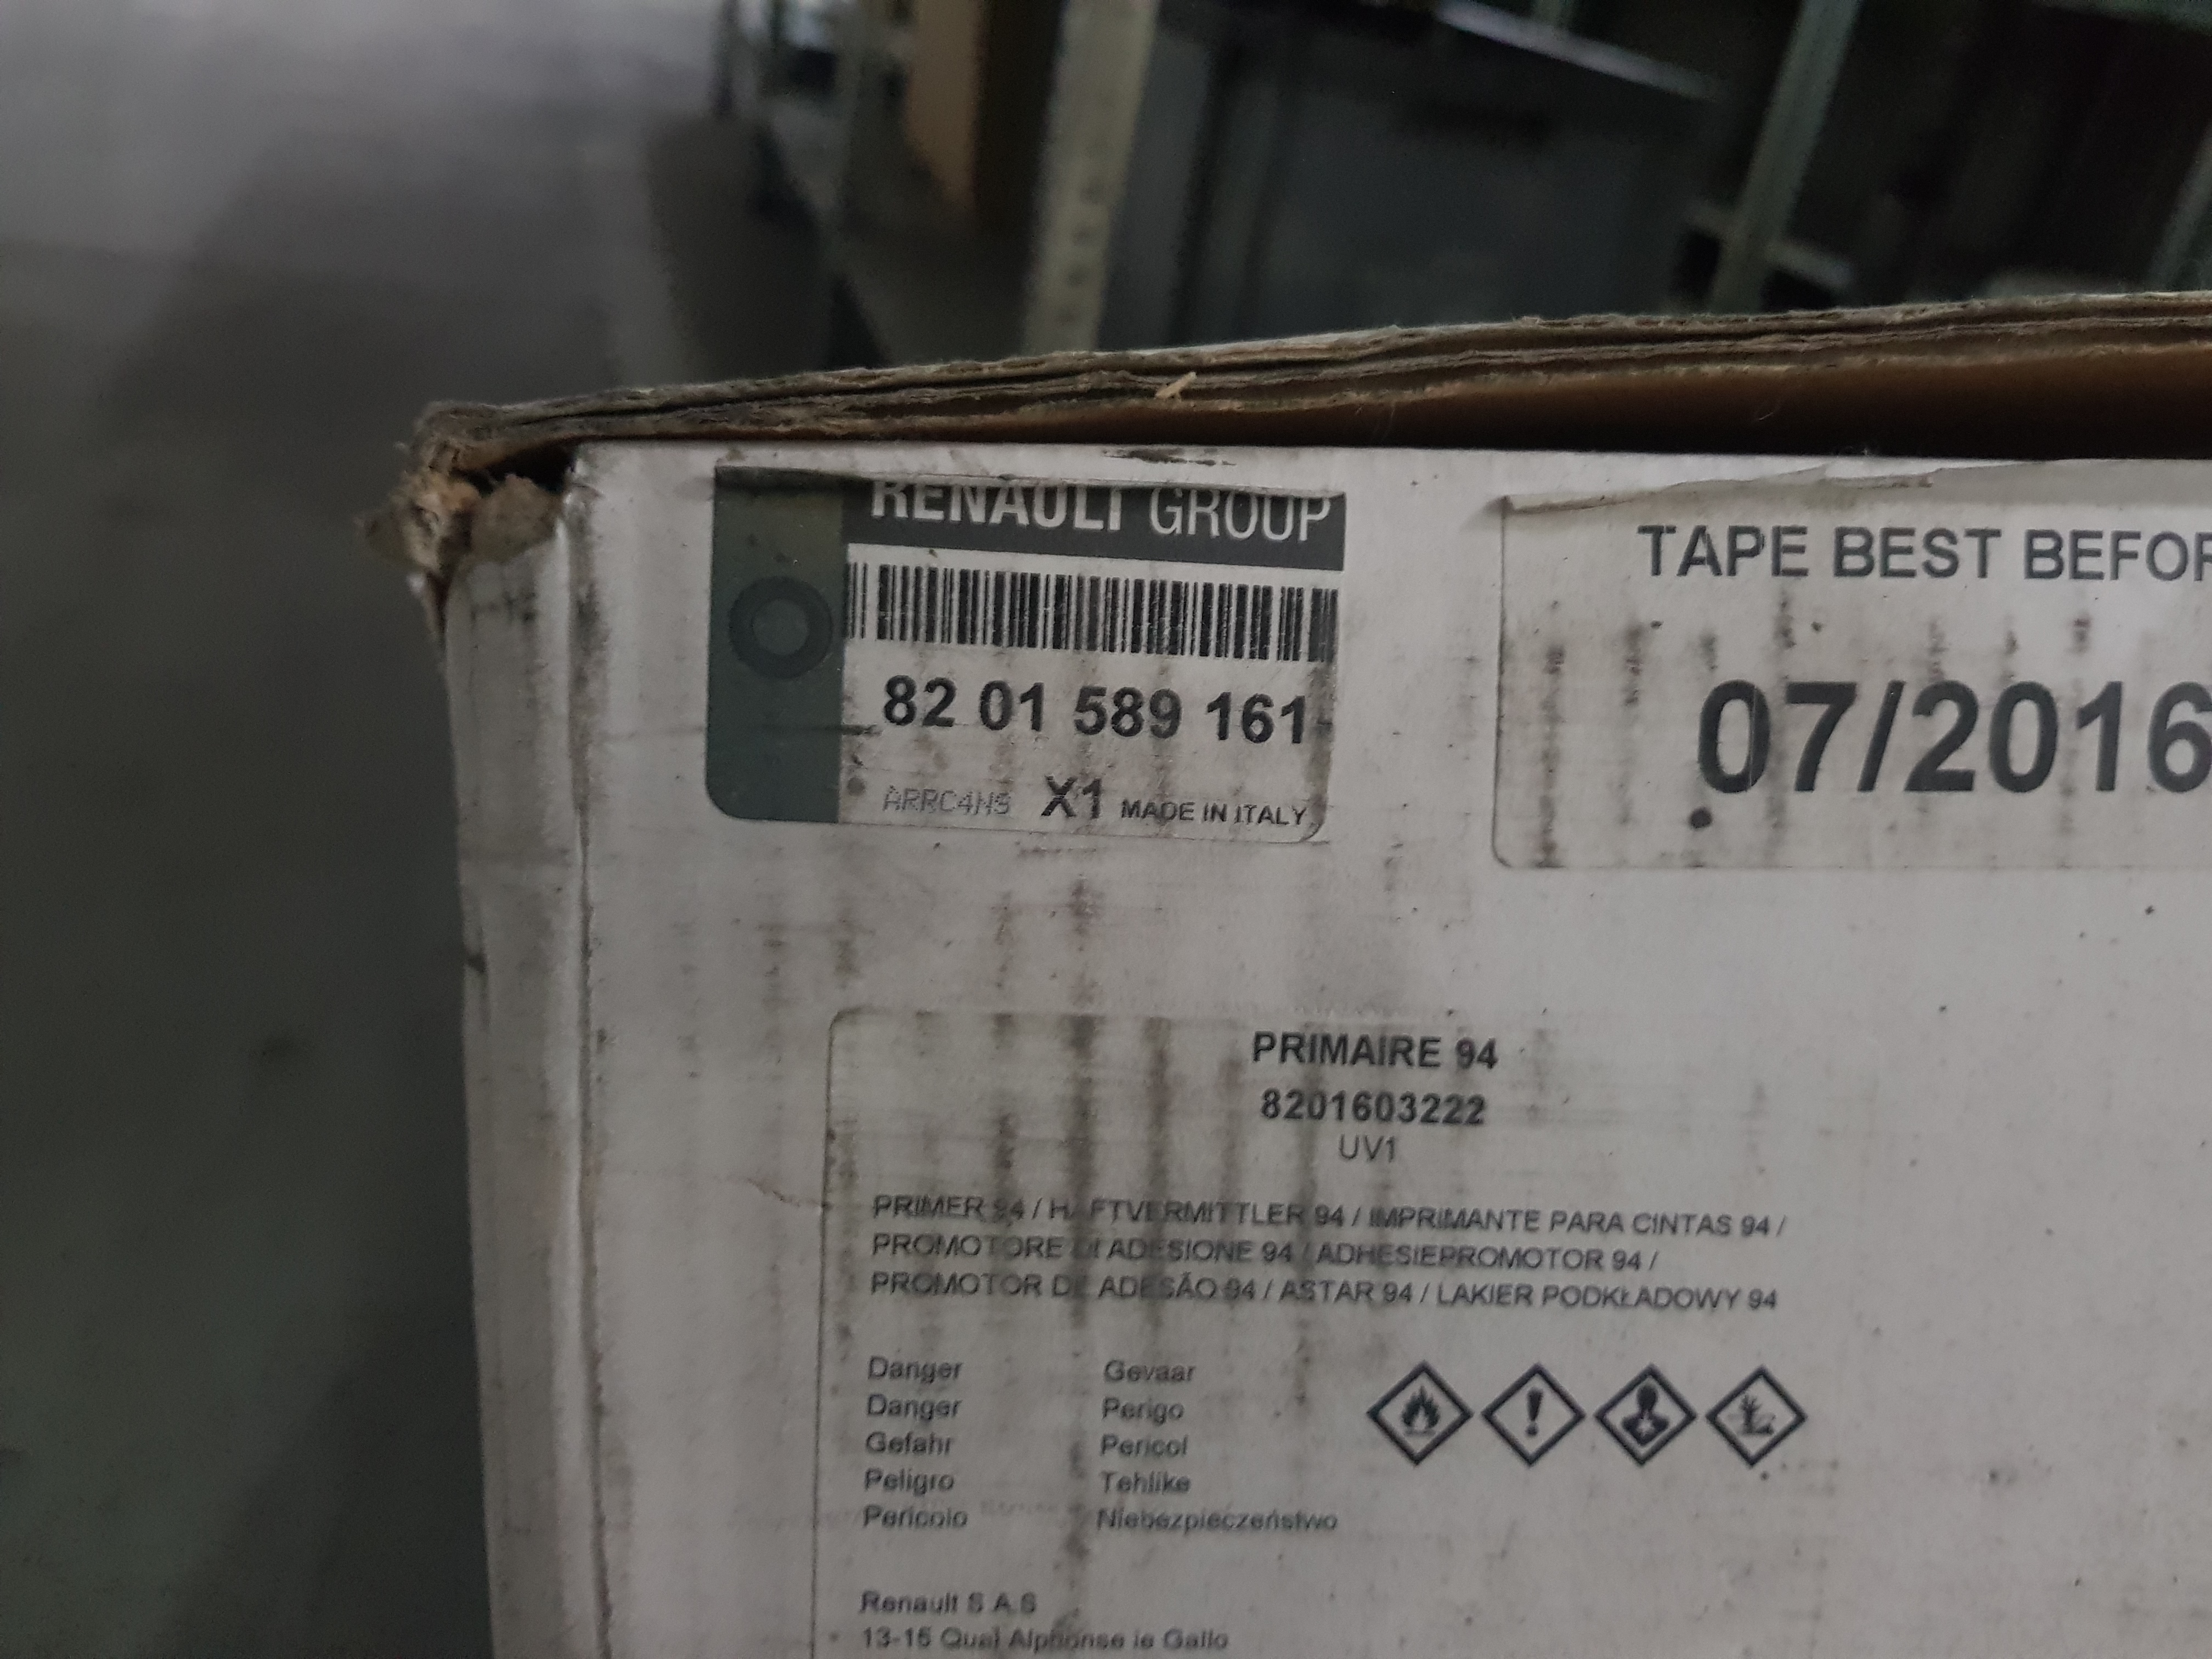 RENAULT GROUP
82 01 589 161
ARRC4N9 X1 MADE IN ITALY
TAPE BEST BEFOR
07/2016
PRIMAIRE 94
8201603222
UV1
PRIMER 94 / HAFTVERMITTLER 94 / IMPRIMANTE PARA CINTAS 94 /
PROMOTORE DI ADESIONE 94 / ADHESIEPROMOTOR 94 /
PROMOTOR DE ADESÃO 94 / ASTAR 94 / LAKIER PODKŁADOWY 94
Danger Gevaar
Danger Perigo
Gefahr Pericol
Peligro Tehlike
Pericolo Niebezpieczeństwo
Renault S.A.S
13-15 Quai Alphonse le Gallo